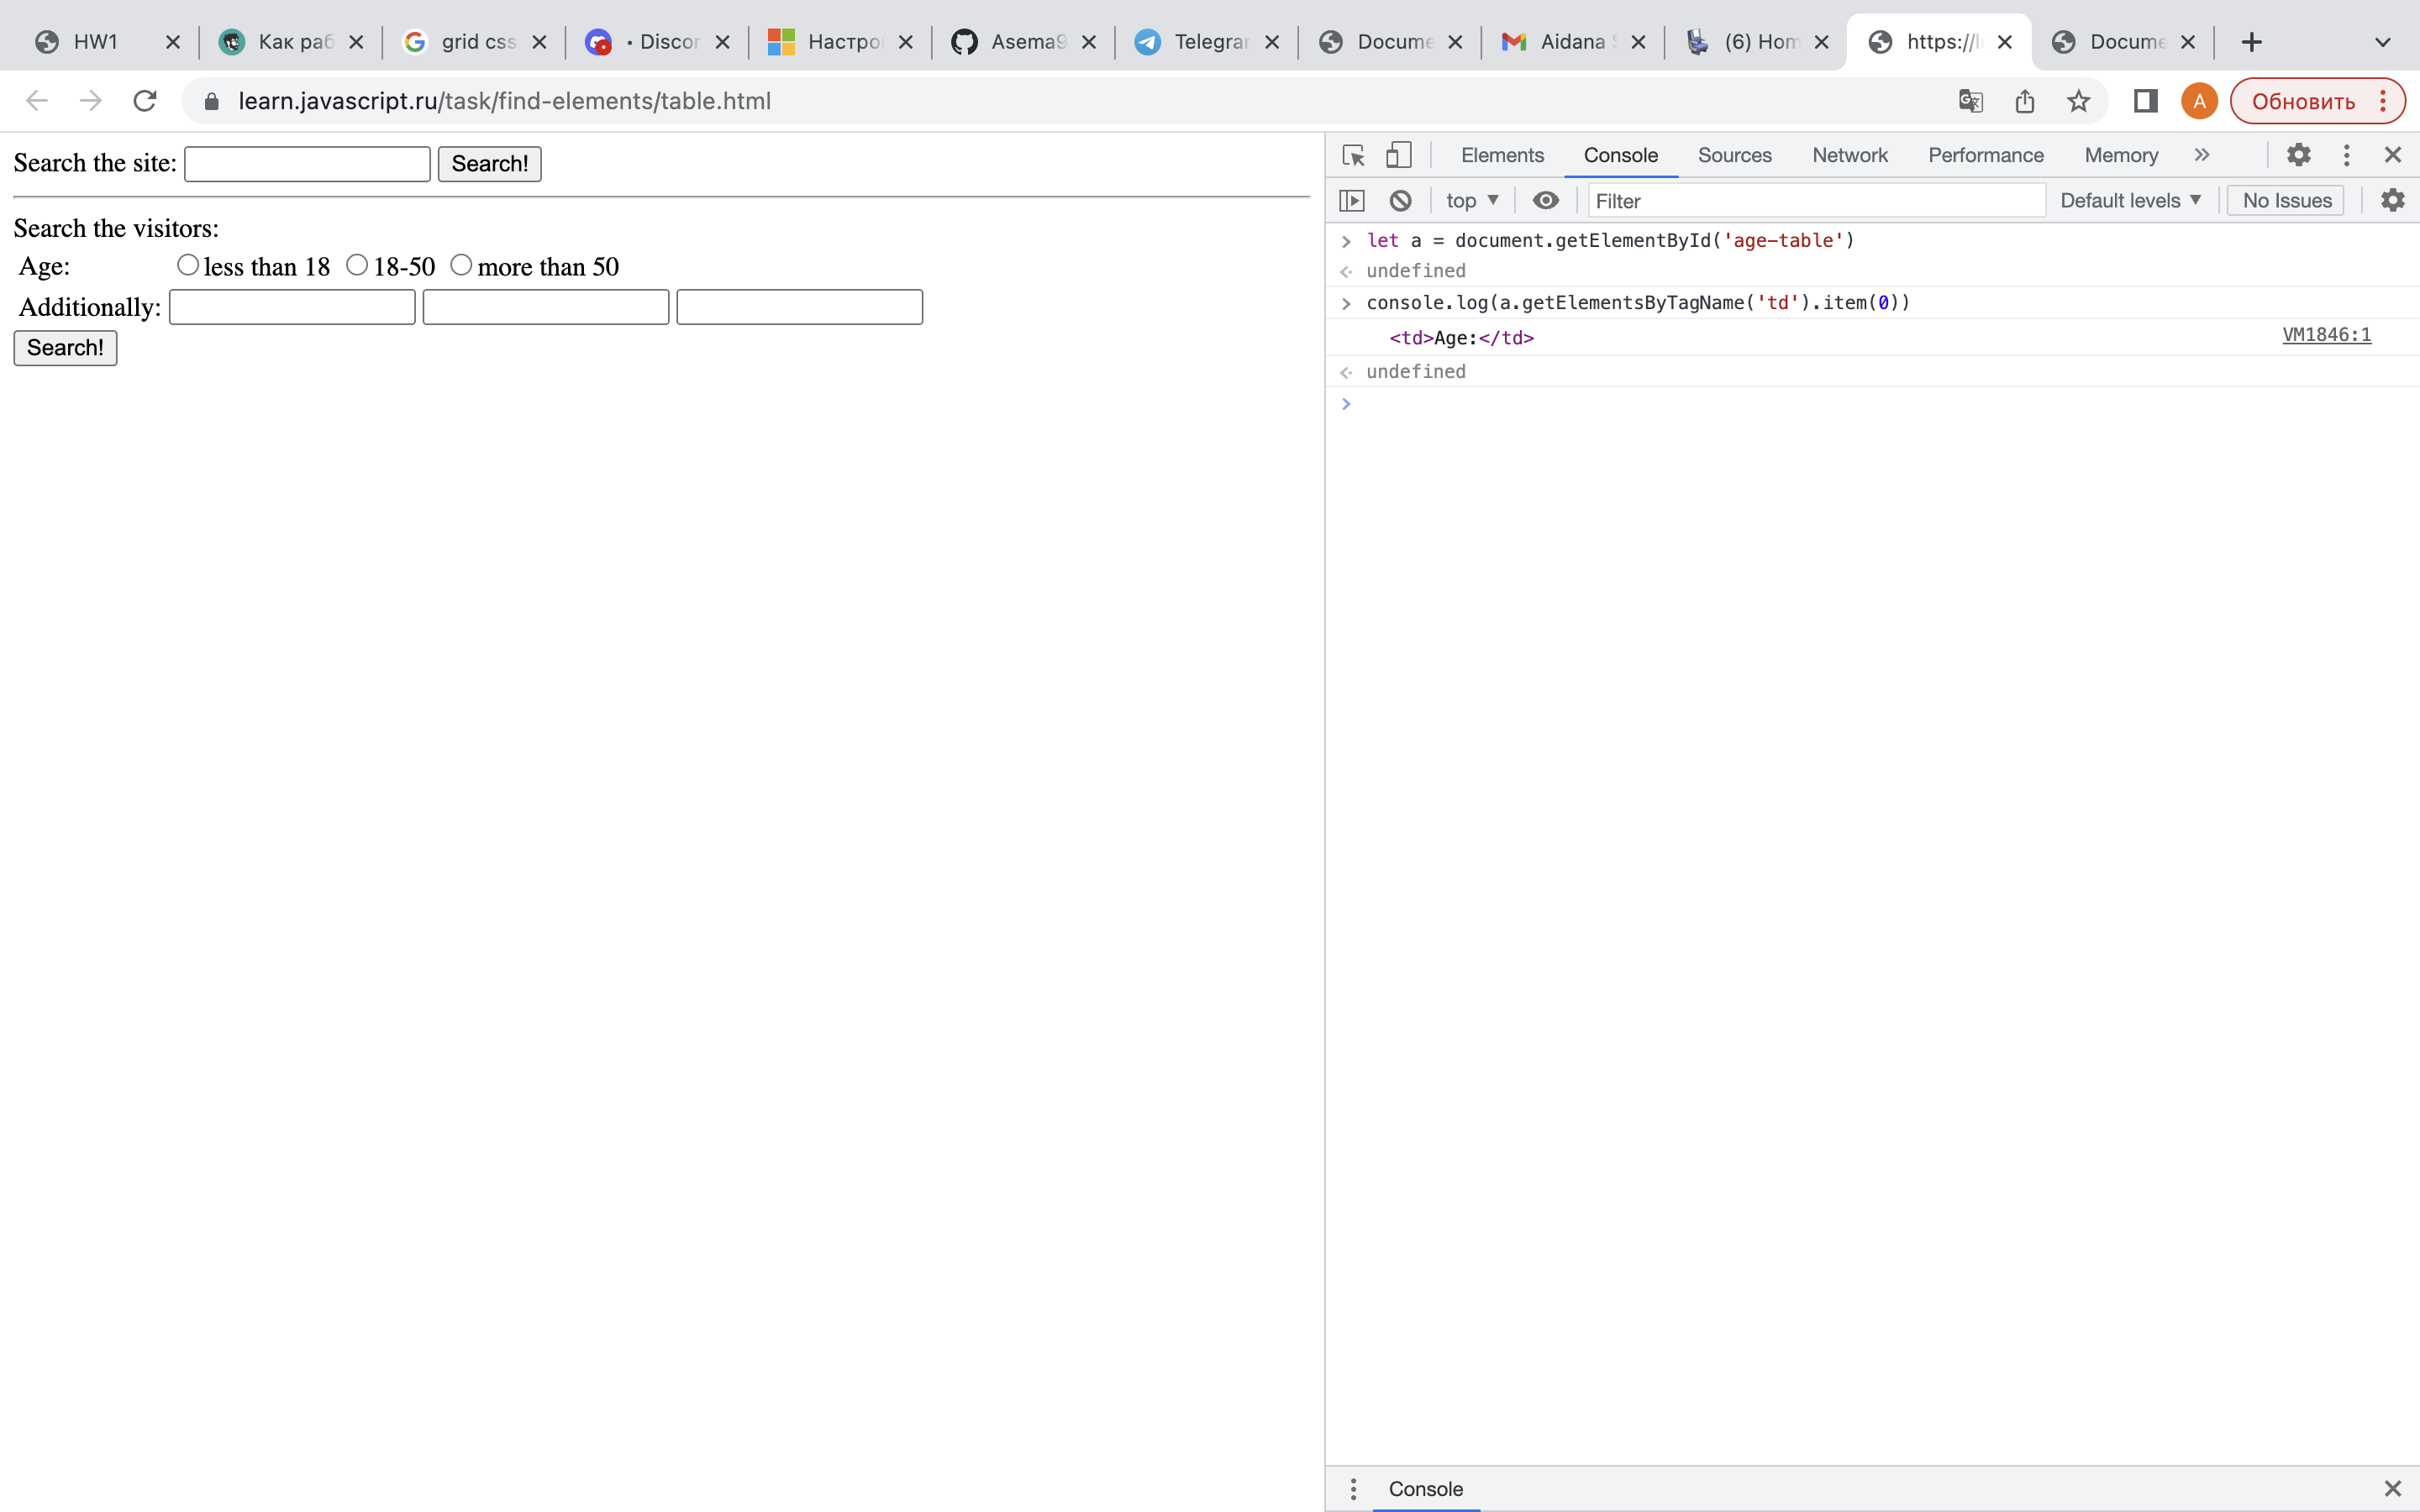 HW1
Как раб
grid css
• Discor
Настро
Asema9
Telegrar
Docume
Aidana
(6) Hom
https://l
Docume
learn.javascript.ru/task/find-elements/table.html
A
Обновить
Search the site: Search!
Search the visitors:
Age: less than 18 18-50 more than 50
Additionally:
Search!
Elements Console Sources Network Performance Memory
top Filter Default levels No Issues
let a = document.getElementById('age-table')
undefined
console.log(a.getElementsByTagName('td').item(0))
<td>Age:</td> VM1846:1
undefined
Console